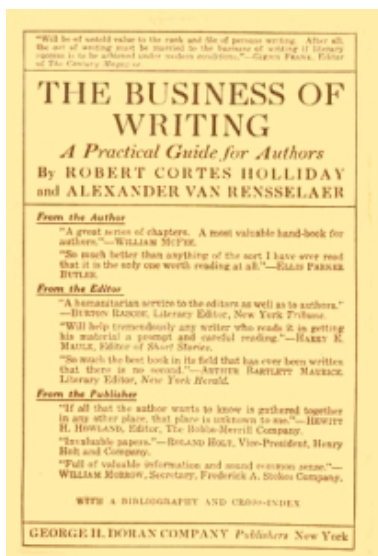 "Will be of untold value to the rank and file of persons writing. After all,
the act of writing must be married to the business of writing if literary
success is to be achieved under modern conditions."—GLENN FRANK, Editor
of The Century Magazine.
THE BUSINESS OF
WRITING
A Practical Guide for Authors
By ROBERT CORTES HOLLIDAY
and ALEXANDER VAN RENSSELAER
From the Author
"A great series of chapters. A most valuable hand-book for
authors."—WILLIAM MCFEE.
"So much better than anything of the sort I have ever read
that it is the only one worth reading at all."—ELLIS PARKER
BUTLER.
From the Editor
"A humanitarian service to the editors as well as to authors."
—BURTON RASCOE, Literary Editor, New York Tribune.
"Will help tremendously any writer who reads it in getting
his material a prompt and careful reading."—HARRY E.
MAULE, Editor of Short Stories.
"So much the best book in its field that has ever been written
that there is no second."—ARTHUR BARTLETT MAURICE,
Literary Editor, New York Herald.
From the Publisher
"If all that the author wants to know is gathered together
in any other place, that place is unknown to me."—HEWITT
H. HOWLAND, Editor, The Bobbs-Merrill Company.
"Invaluable papers."—ROLAND HOLT, Vice-President, Henry
Holt and Company.
"Full of valuable information and sound common sense."—
WILLIAM MORROW, Secretary, Frederick A. Stokes Company.
WITH A BIBLIOGRAPHY AND CROSS-INDEX
GEORGE H. DORAN COMPANY Publishers New York